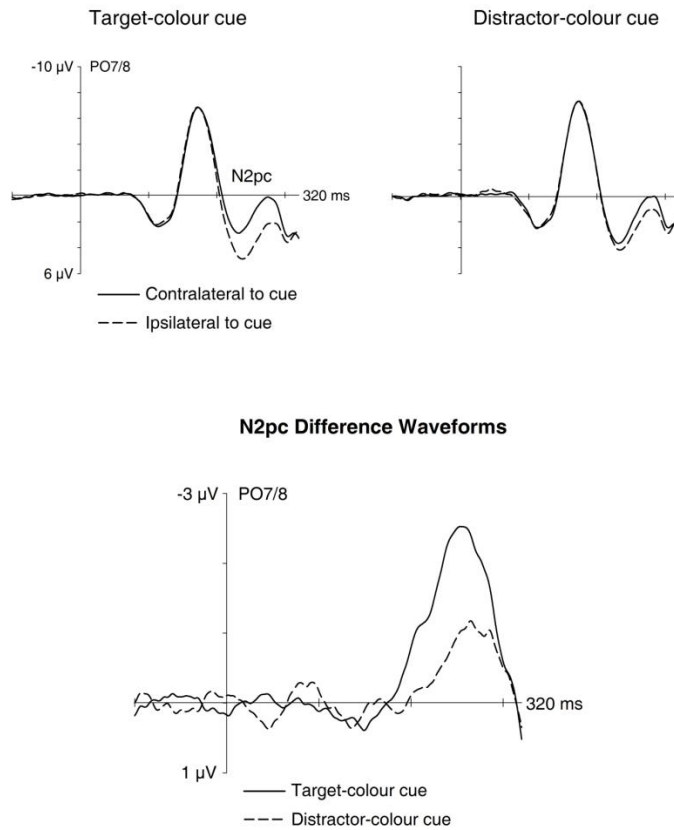 Target-colour cue
Distractor-colour cue
-10 µV PO7/8
N2pc
320 ms
6 µV
Contralateral to cue
Ipsilateral to cue
N2pc Difference Waveforms
-3 µV PO7/8
320 ms
1 µV
Target-colour cue
Distractor-colour cue